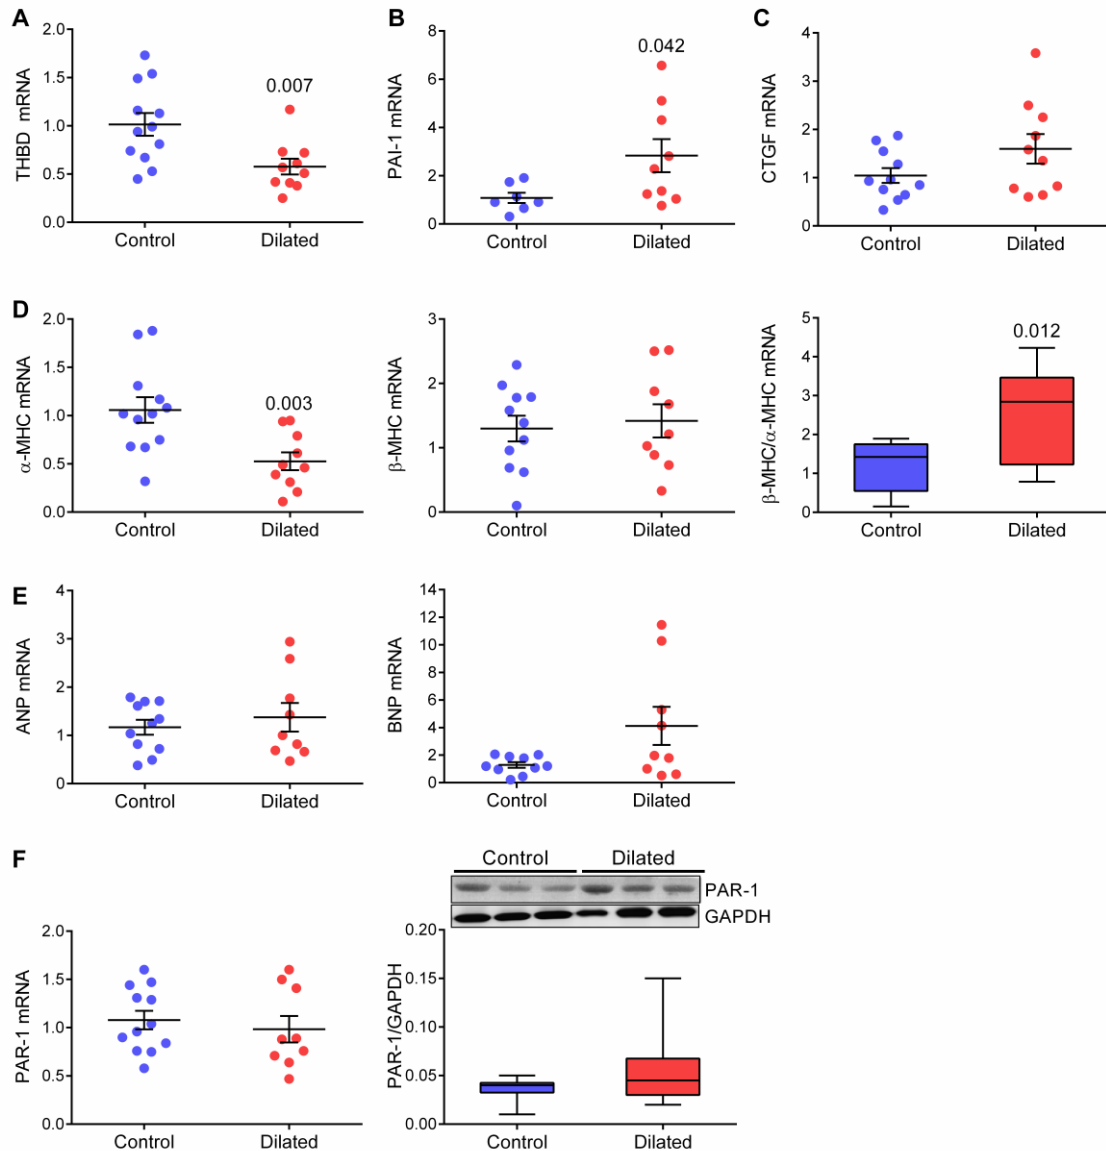 A
THBD mRNA
2.0
1.5
1.0
0.5
0.0
0.007
Control
Dilated
B
PAI-1 mRNA
8
6
4
2
0
0.042
Control
Dilated
C
CTGF mRNA
4
3
2
1
0
Control
Dilated
D
α-MHC mRNA
2.0
1.5
1.0
0.5
0.0
0.003
Control
Dilated
β-MHC mRNA
3
2
1
0
Control
Dilated
β-MHC/α-MHC mRNA
5
4
3
2
1
0
0.012
Control
Dilated
E
ANP mRNA
4
3
2
1
0
Control
Dilated
BNP mRNA
14
12
10
8
6
4
2
0
Control
Dilated
F
PAR-1 mRNA
2.0
1.5
1.0
0.5
0.0
Control
Dilated
Control
Dilated
PAR-1
GAPDH
PAR-1/GAPDH
0.20
0.15
0.10
0.05
0.00
Control
Dilated